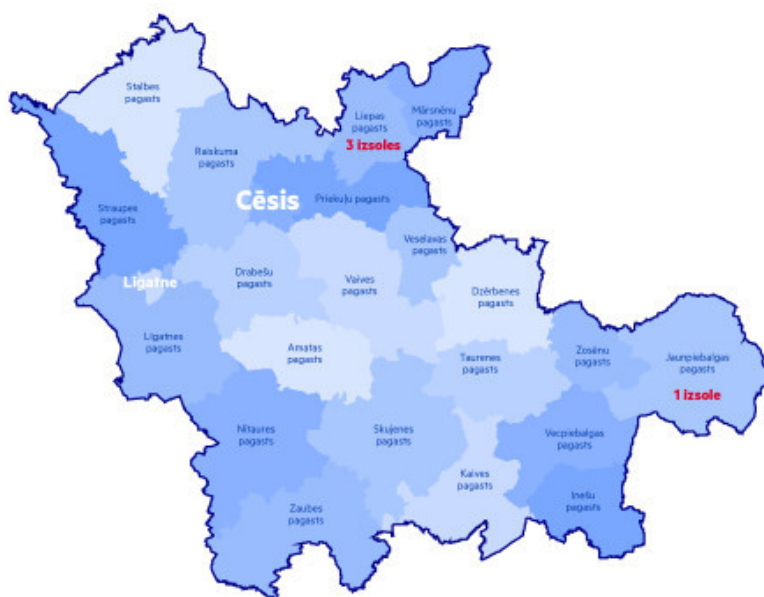 Stalbes
pagasts
Liepas
pagasts
3 izsoles
Mārsnēnu
pagasts
Raiskuma
pagasts
Cēsis
Priekuļu pagasts
Straupes
pagasts
Veselavas
pagasts
Līgatne
Drabešu
pagasts
Vaives
pagasts
Dzērbenes
pagasts
Līgatnes
pagasts
Amatas
pagasts
Taurenes
pagasts
Zosēnu
pagasts
Jaunpiebalgas
pagasts
1 izsole
Nītaures
pagasts
Skujenes
pagasts
Vecpiebalgas
pagasts
Kaives
pagasts
Inešu
pagasts
Zaubes
pagasts